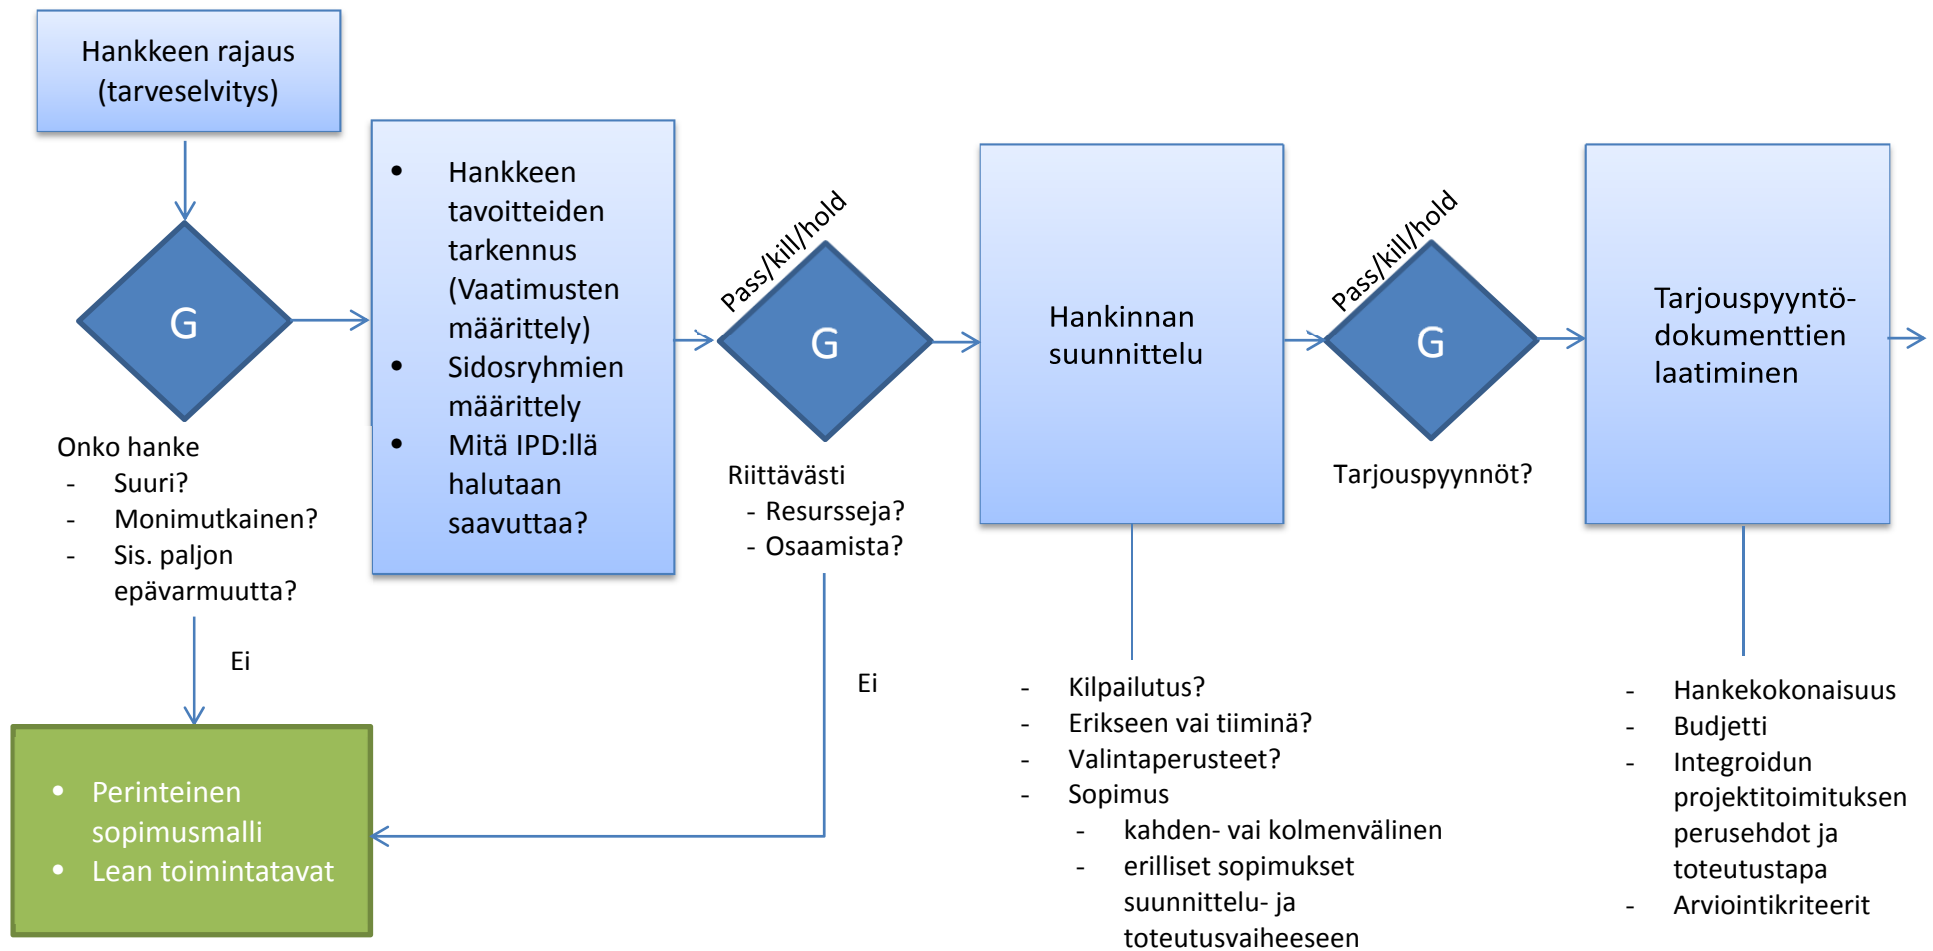 Hankkeen rajaus
(tarveselvitys)
G
Onko hanke
- Suuri?
- Monimutkainen?
- Sis. paljon
epävarmuutta?
Ei
• Perinteinen
sopimusmalli
• Lean toimintatavat
• Hankkeen
tavoitteiden
tarkennus
(Vaatimusten
määrittely)
• Sidosryhmien
määrittely
• Mitä IPD:llä
halutaan
saavuttaa?
Pass/kill/hold
G
Riittävästi
- Resursseja?
- Osaamista?
Ei
Hankinnan
suunnittelu
- Kilpailutus?
- Erikseen vai tiiminä?
- Valintaperusteet?
- Sopimus
- kahden- vai kolmenvälinen
- erilliset sopimukset
suunnittelu- ja
toteutusvaiheeseen
Pass/kill/hold
G
Tarjouspyynnöt?
Tarjouspyyntö-
dokumenttien
laatiminen
- Hankekokonaisuus
- Budjetti
- Integroidun
projektitoimituksen
perusehdot ja
toteutustapa
- Arviointikriteerit